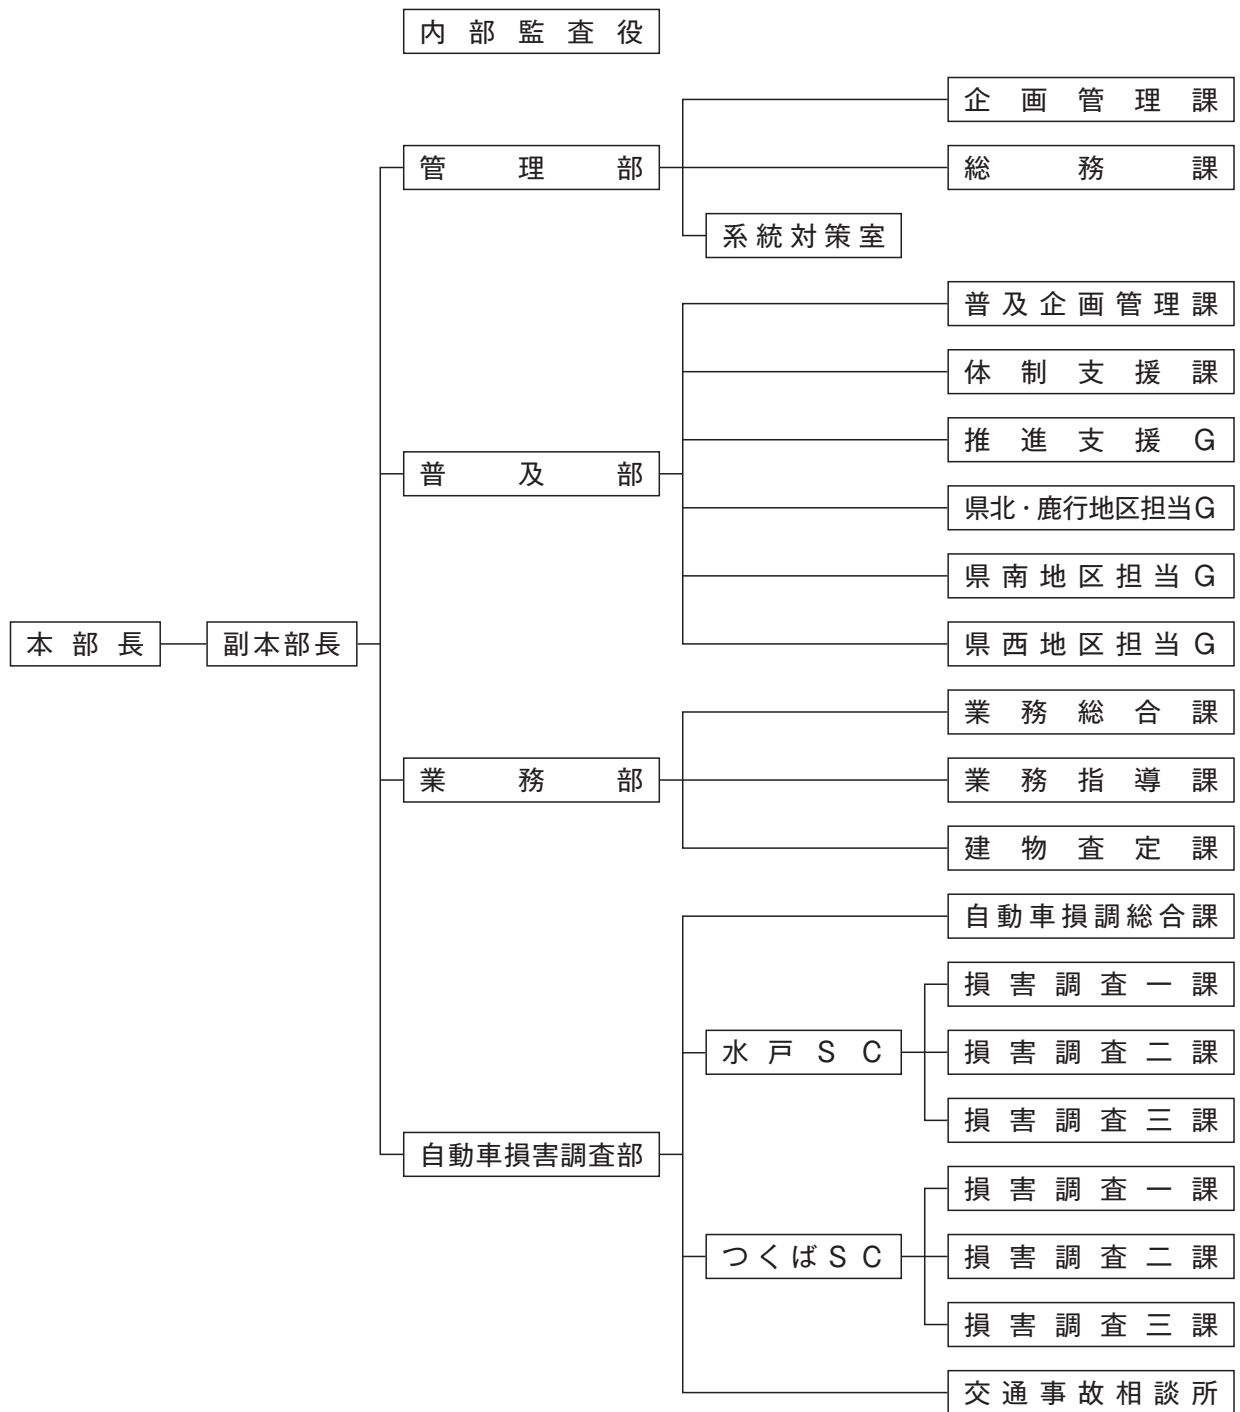 内部監査役
企画管理課
管理部
総務課
系統対策室
普及企画管理課
体制支援課
推進支援G
普及部
県北・鹿行地区担当G
県南地区担当G
本部長
副本部長
県西地区担当G
業務総合課
業務部
業務指導課
建物査定課
自動車損調総合課
損害調査一課
水戸SC
損害調査二課
損害調査三課
自動車損害調査部
損害調査一課
つくばSC
損害調査二課
損害調査三課
交通事故相談所